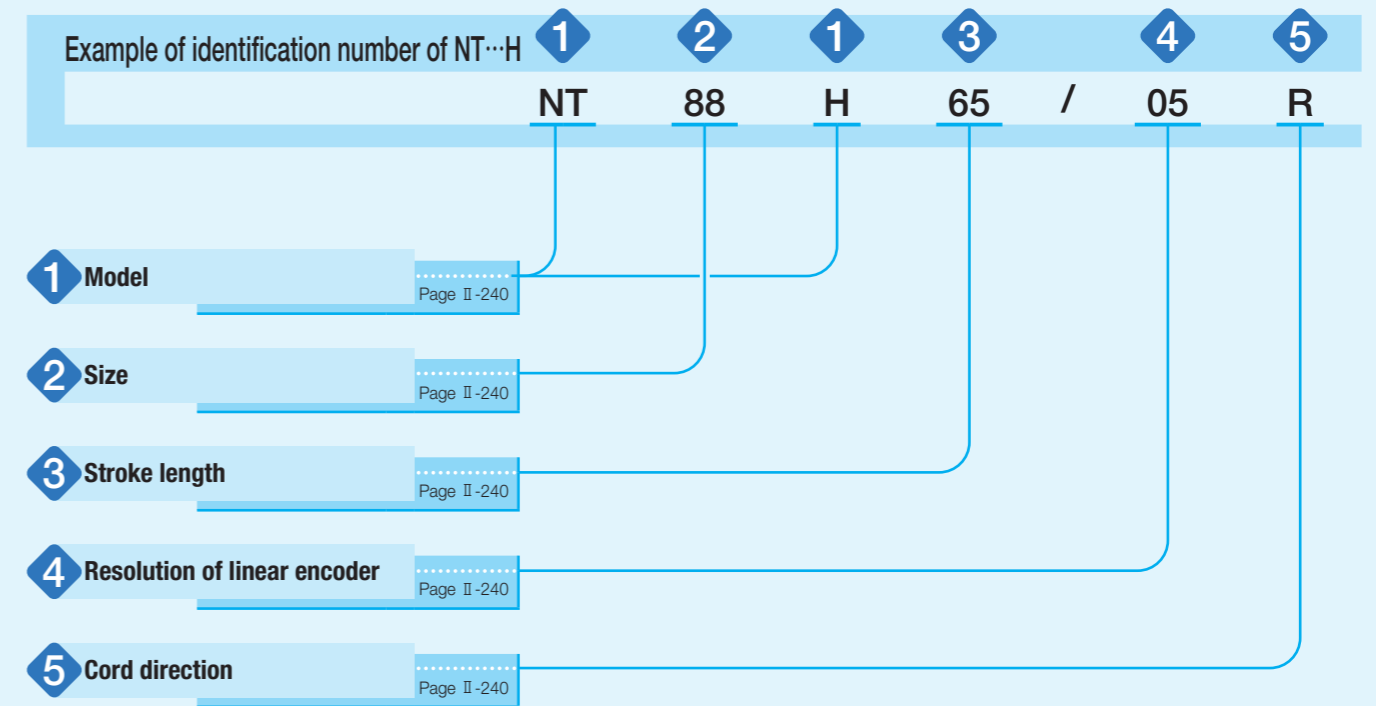 Example of identification number of NT…H 1 2 1 3 4 5
NT 88 H 65 / 05 R
1 Model
Page Ⅱ-240
2 Size
Page Ⅱ-240
3 Stroke length
Page Ⅱ-240
4 Resolution of linear encoder
Page Ⅱ-240
5 Cord direction
Page Ⅱ-240